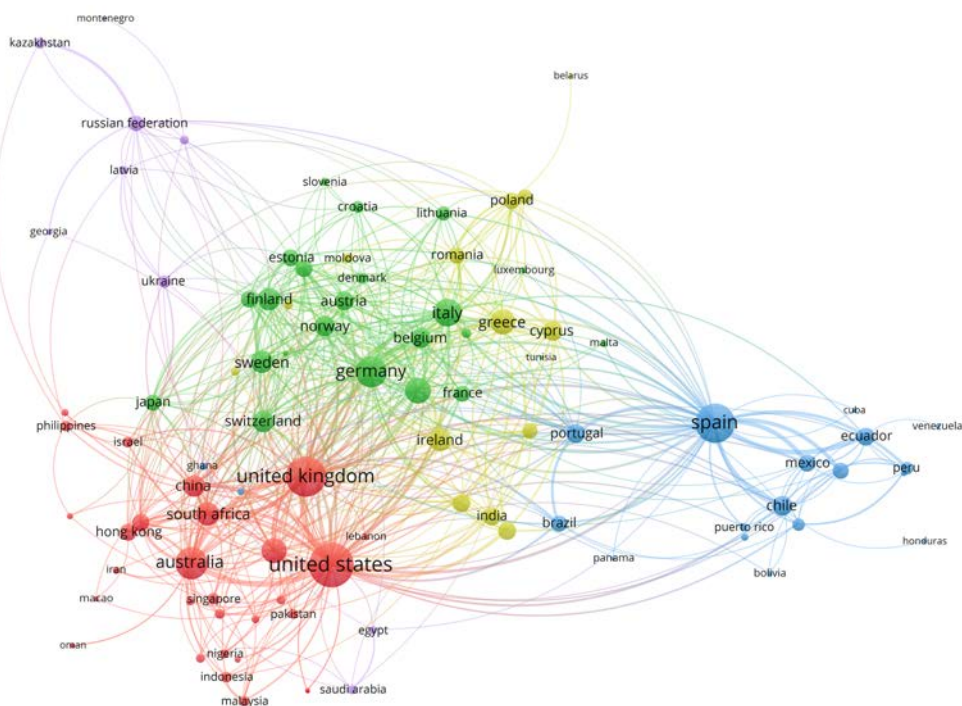 montenegro
kazakhstan
belarus
russian federation
latvia
slovenia
poland
croatia
lithuania
georgia
estonia
moldova
romania
luxembourg
denmark
ukraine
finland
austria
italy
norway
greece
cyprus
belgium
malta
tunisia
sweden
germany
france
japan
switzerland
spain
cuba
venezuela
philippines
israel
ireland
portugal
ecuador
ghana
mexico
peru
china
united kingdom
chile
south africa
india
brazil
puerto rico
hong kong
lebanon
honduras
australia
united states
panama
iran
bolivia
macao
singapore
pakistan
egypt
oman
nigeria
indonesia
saudi arabia
malaysia